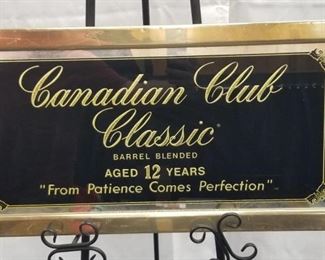 Canadian Club
Classic
BARREL BLENDED
AGED 12 YEARS
"From Patience Comes Perfection"